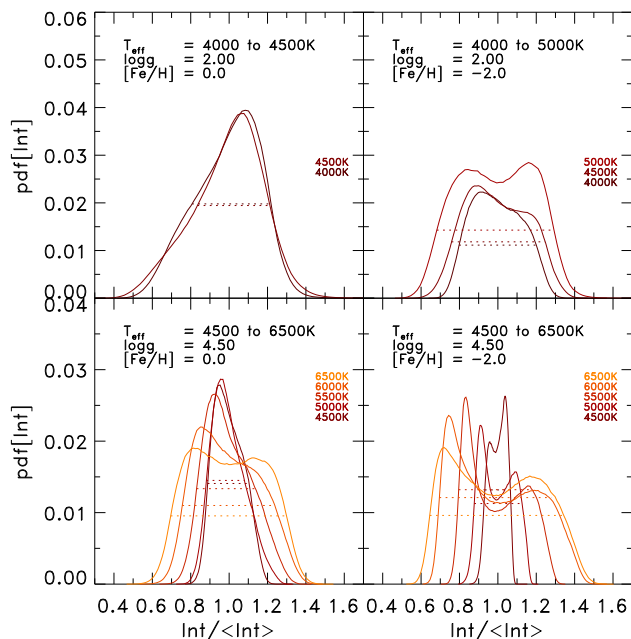 0.06
0.05
0.04
0.03
0.02
0.01
0.00
pdf[Int]
T_eff = 4000 to 4500K
logg = 2.00
[Fe/H] = 0.0
4500K
4000K
T_eff = 4000 to 5000K
logg = 2.00
[Fe/H] = −2.0
5000K
4500K
4000K
0.04
0.03
0.02
0.01
0.00
pdf[Int]
T_eff = 4500 to 6500K
logg = 4.50
[Fe/H] = 0.0
6500K
6000K
5500K
5000K
4500K
T_eff = 4500 to 6500K
logg = 4.50
[Fe/H] = −2.0
6500K
6000K
5500K
5000K
4500K
0.4 0.6 0.8 1.0 1.2 1.4 1.6
0.4 0.6 0.8 1.0 1.2 1.4 1.6
Int/<Int>
Int/<Int>